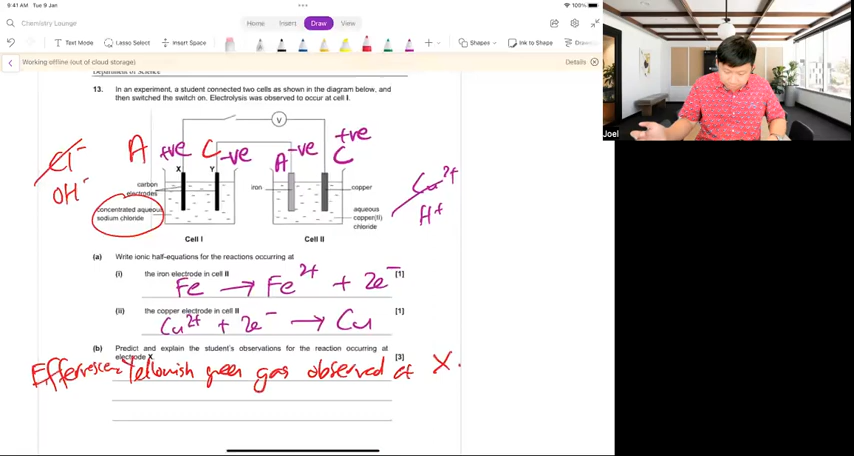 9:41 AM Tue 9 Jan
100%
Chemistry Lounge
Home Insert Draw View
Text Mode Lasso Select Insert Space Shapes Ink to Shape
Working offline (out of cloud storage)
Details
Department of Science
13. In an experiment, a student connected two cells as shown in the diagram below, and
then switched the switch on. Electrolysis was observed to occur at cell I.
V
Cl⁻
OH⁻
A +ve C -ve A -ve +ve C
X Y
carbon
electrodes
concentrated aqueous
sodium chloride
iron
copper
aqueous
copper(II)
chloride
Cu²⁺
H⁺
Cell I
Cell II
(a) Write ionic half-equations for the reactions occurring at
(i) the iron electrode in cell II [1]
Fe → Fe²⁺ + 2e⁻
(ii) the copper electrode in cell II [1]
Cu²⁺ + 2e⁻ → Cu
(b) Predict and explain the student's observations for the reaction occurring at
electrode X. [3]
Yellowish green gas observed at X.
Joel